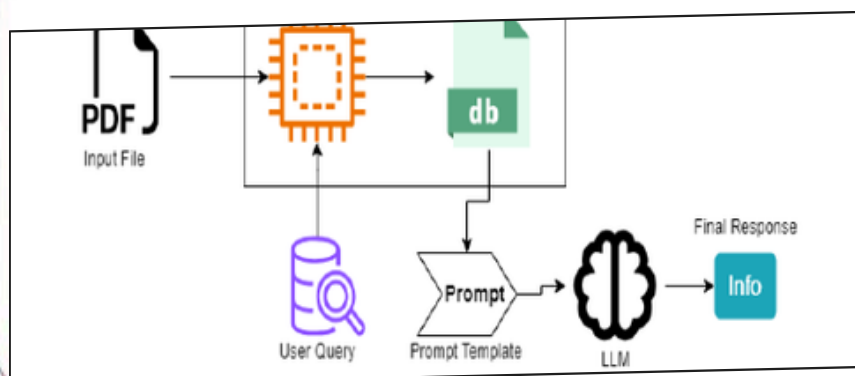 PDF
Input File
db
Final Response
Prompt
Info
User Query
Prompt Template
LLM